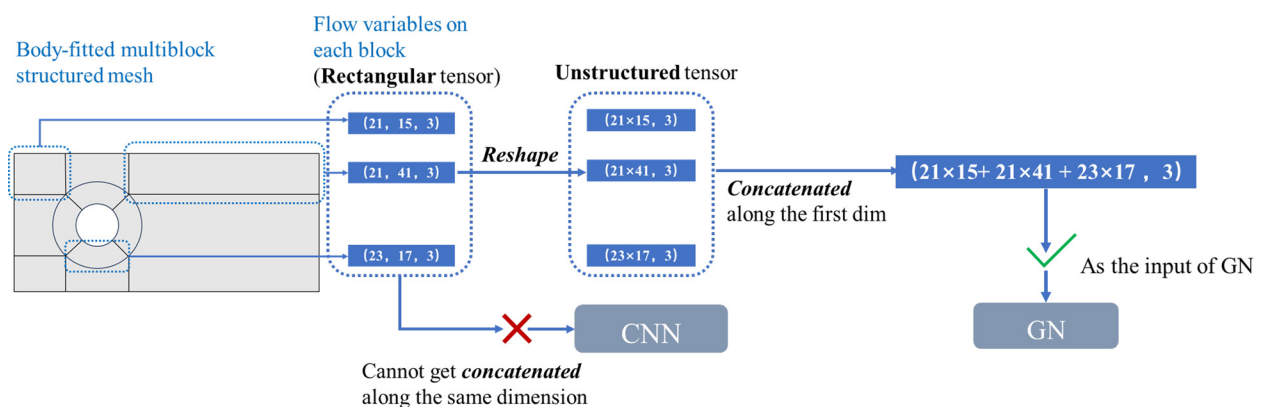 Body-fitted multiblock
structured mesh
Flow variables on
each block
(Rectangular tensor)
(21, 15, 3)
(21, 41, 3)
(23, 17, 3)
Reshape
Unstructured tensor
(21×15, 3)
(21×41, 3)
(23×17, 3)
Concatenated
along the first dim
(21×15+ 21×41 + 23×17 , 3)
As the input of GN
GN
CNN
Cannot get concatenated
along the same dimension